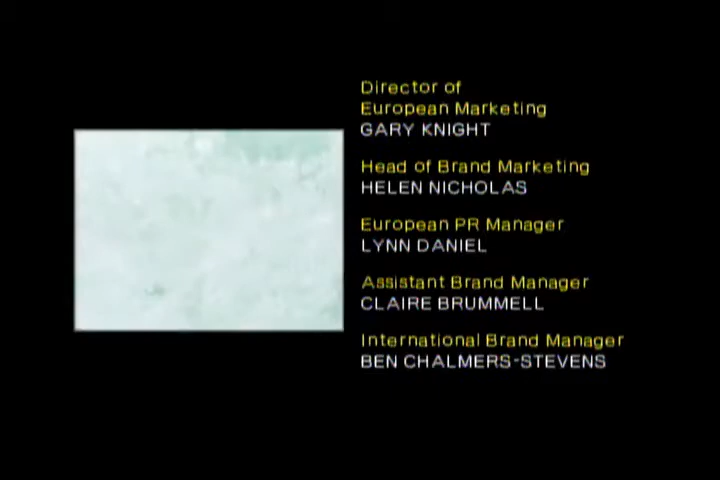 Director of
European Marketing
GARY KNIGHT
Head of Brand Marketing
HELEN NICHOLAS
European PR Manager
LYNN DANIEL
Assistant Brand Manager
CLAIRE BRUMMELL
International Brand Manager
BEN CHALMERS-STEVENS